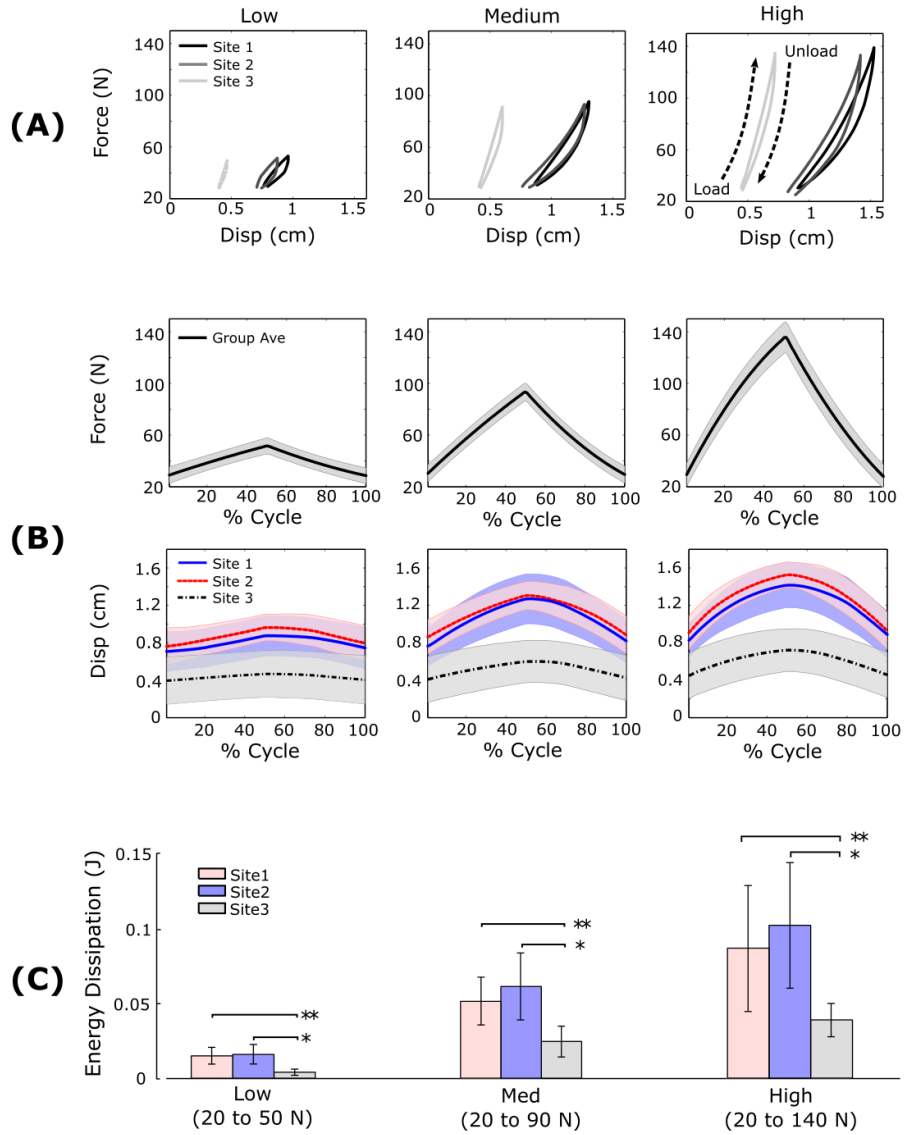 Low Medium High
(A)
Force (N)
140
100
60
20
Site 1
Site 2
Site 3
0 0.5 1 1.5
Disp (cm)
140
100
60
20
0 0.5 1 1.5
Disp (cm)
140
100
60
20
Unload
Load
0 0.5 1 1.5
Disp (cm)
(B)
Force (N)
140
100
60
20
Group Ave
20 40 60 80 100
% Cycle
140
100
60
20
20 40 60 80 100
% Cycle
140
100
60
20
20 40 60 80 100
% Cycle
Disp (cm)
1.6
1.2
0.8
0.4
0
Site 1
Site 2
Site 3
20 40 60 80 100
% Cycle
1.6
1.2
0.8
0.4
0
20 40 60 80 100
% Cycle
1.6
1.2
0.8
0.4
0
20 40 60 80 100
% Cycle
(C)
Energy Dissipation (J)
0.15
0.1
0.05
0
Site1
Site2
Site3
**
*
**
*
**
*
Low Med High
(20 to 50 N) (20 to 90 N) (20 to 140 N)